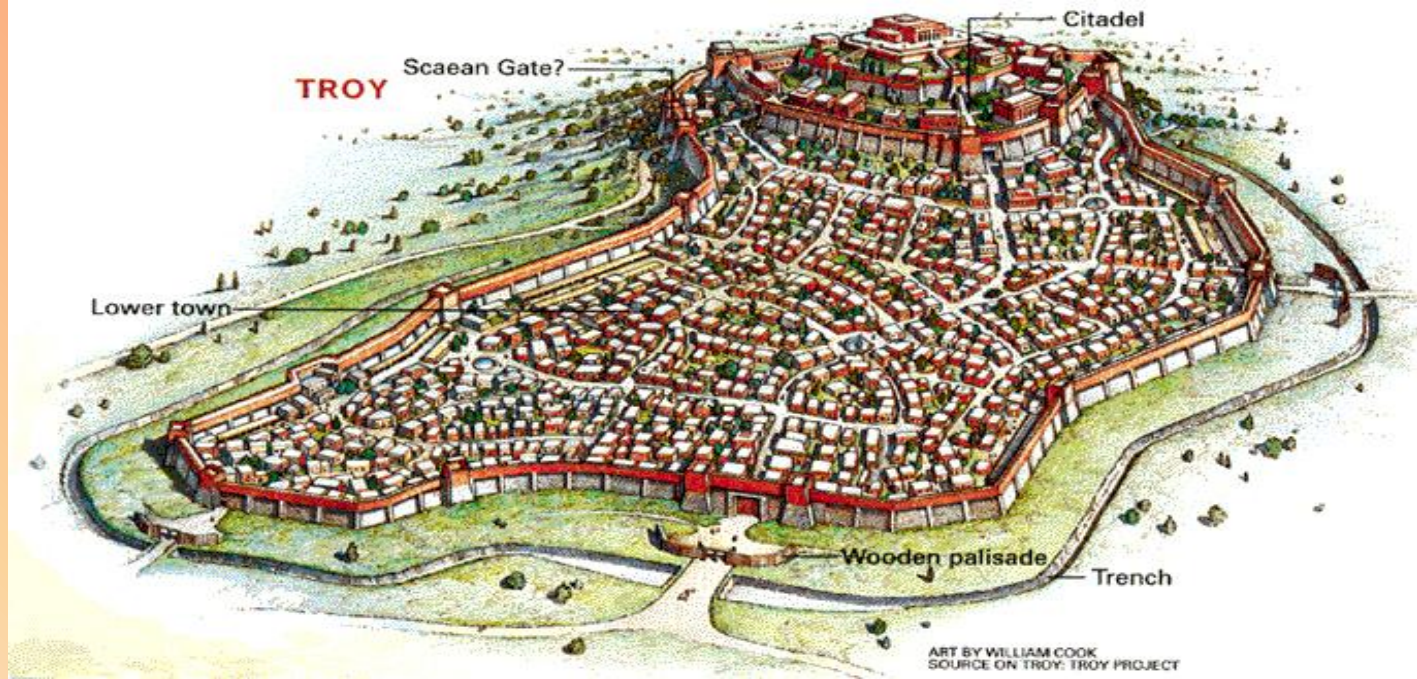 Citadel
Scaean Gate?
TROY
Lower town
Wooden palisade
Trench
ART BY WILLIAM COOK
SOURCE ON TROY: TROY PROJECT